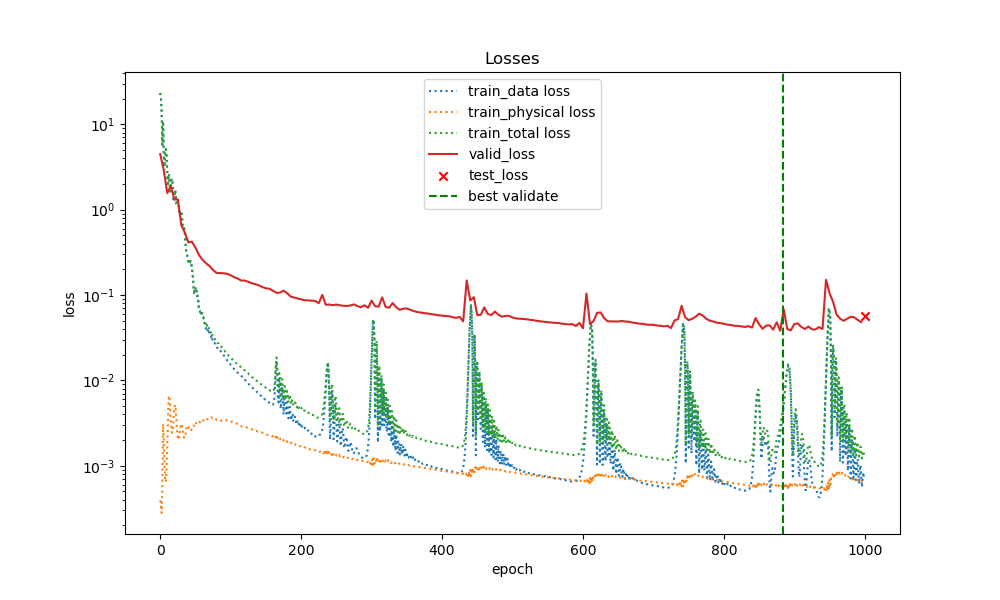 Losses
train_data loss
train_physical loss
train_total loss
valid_loss
test_loss
best validate
10¹
10⁰
10⁻¹
10⁻²
10⁻³
loss
0 200 400 600 800 1000
epoch